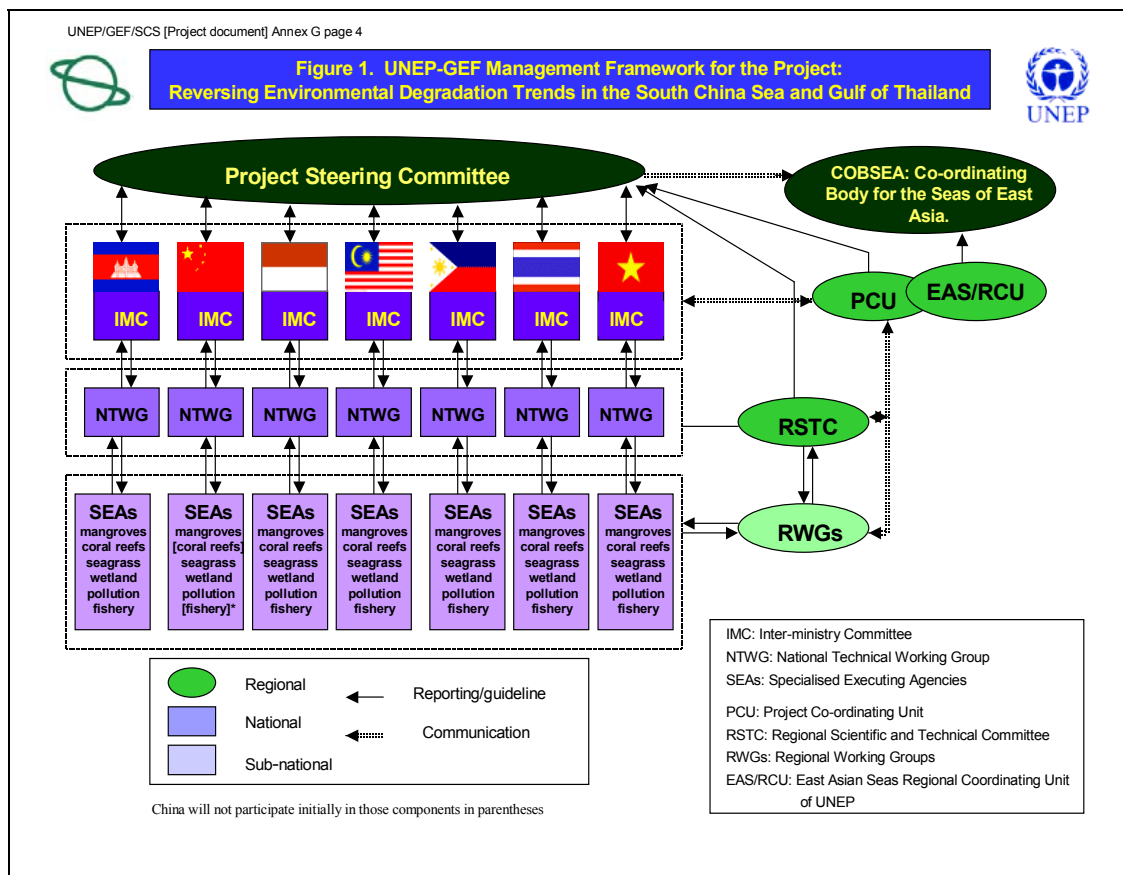 UNEP/GEF/SCS [Project document] Annex G page 4
Figure 1. UNEP-GEF Management Framework for the Project:
Reversing Environmental Degradation Trends in the South China Sea and Gulf of Thailand
UNEP
Project Steering Committee
COBSEA: Co-ordinating
Body for the Seas of East
Asia.
IMC IMC IMC IMC IMC IMC IMC
PCU
EAS/RCU
NTWG NTWG NTWG NTWG NTWG NTWG NTWG
RSTC
RWGs
SEAs
mangroves
coral reefs
seagrass
wetland
pollution
fishery
SEAs
mangroves
[coral reefs]
seagrass
wetland
pollution
[fishery]*
SEAs
mangroves
coral reefs
seagrass
wetland
pollution
fishery
SEAs
mangroves
coral reefs
seagrass
wetland
pollution
fishery
SEAs
mangroves
coral reefs
seagrass
wetland
pollution
fishery
SEAs
mangroves
coral reefs
seagrass
wetland
pollution
fishery
SEAs
mangroves
coral reefs
seagrass
wetland
pollution
fishery
Regional
National
Sub-national
Reporting/guideline
Communication
IMC: Inter-ministry Committee
NTWG: National Technical Working Group
SEAs: Specialised Executing Agencies
PCU: Project Co-ordinating Unit
RSTC: Regional Scientific and Technical Committee
RWGs: Regional Working Groups
EAS/RCU: East Asian Seas Regional Coordinating Unit
of UNEP
China will not participate initially in those components in parentheses